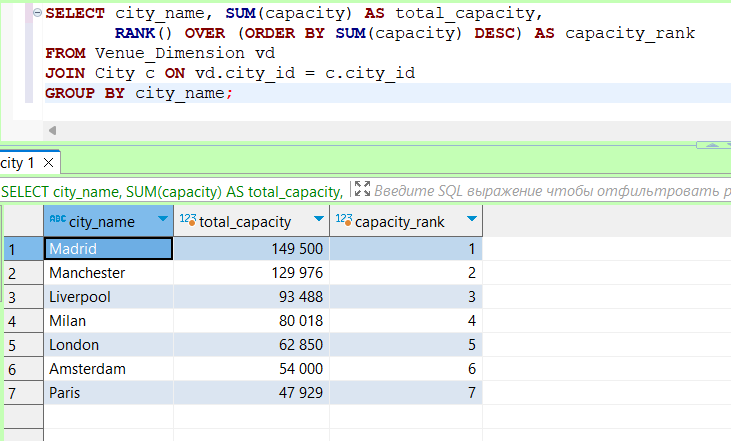 SELECT city_name, SUM(capacity) AS total_capacity,
RANK() OVER (ORDER BY SUM(capacity) DESC) AS capacity_rank
FROM Venue_Dimension vd
JOIN City c ON vd.city_id = c.city_id
GROUP BY city_name;
city 1
SELECT city_name, SUM(capacity) AS total_capacity, Введите SQL выражение чтобы отфильтровать р
ABC city_name 123 total_capacity 123 capacity_rank
1 Madrid 149 500 1
2 Manchester 129 976 2
3 Liverpool 93 488 3
4 Milan 80 018 4
5 London 62 850 5
6 Amsterdam 54 000 6
7 Paris 47 929 7